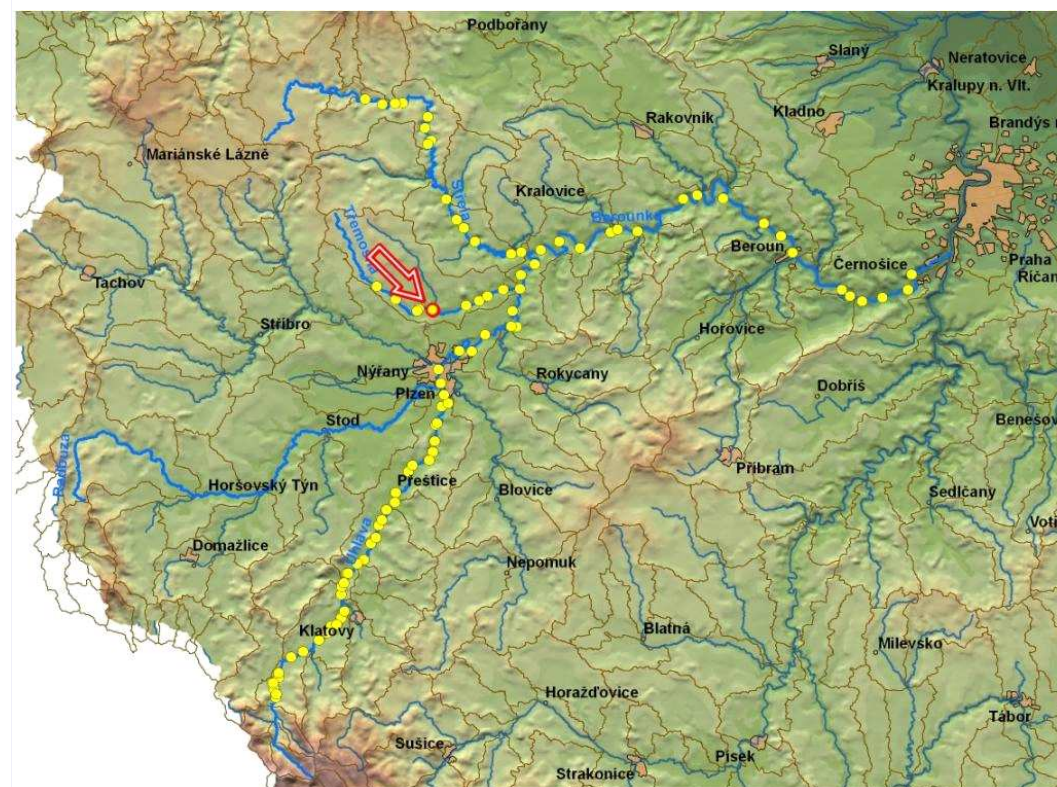 Podbořany
Slaný
Neratovice
Kralupy n. Vlt.
Kladno
Rakovník
Brandýs n
Mariánské Lázně
Kralovice
Střela
Třemošná
Berounka
Beroun
Černošice
Praha
Říčan
Tachov
Stříbro
Hořovice
Nýřany
Rokycany
Plzeň
Dobříš
Stod
Benešov
Radbuza
Přeštice
Příbram
Horšovský Týn
Blovice
Sedlčany
Úhlava
Voti
Domažlice
Nepomuk
Klatovy
Blatná
Milevsko
Horažďovice
Tábor
Sušice
Písek
Strakonice